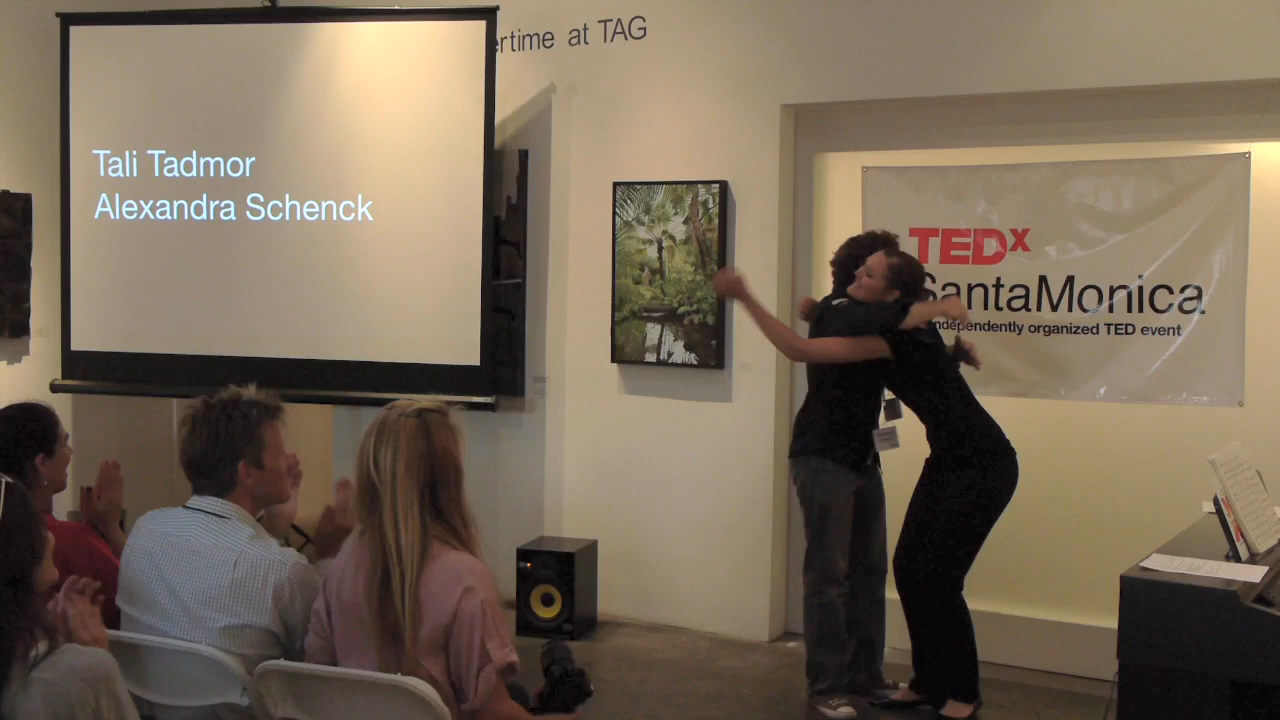 Tali Tadmor
Alexandra Schenck
ertime at TAG
TEDx
SantaMonica
independently organized TED event